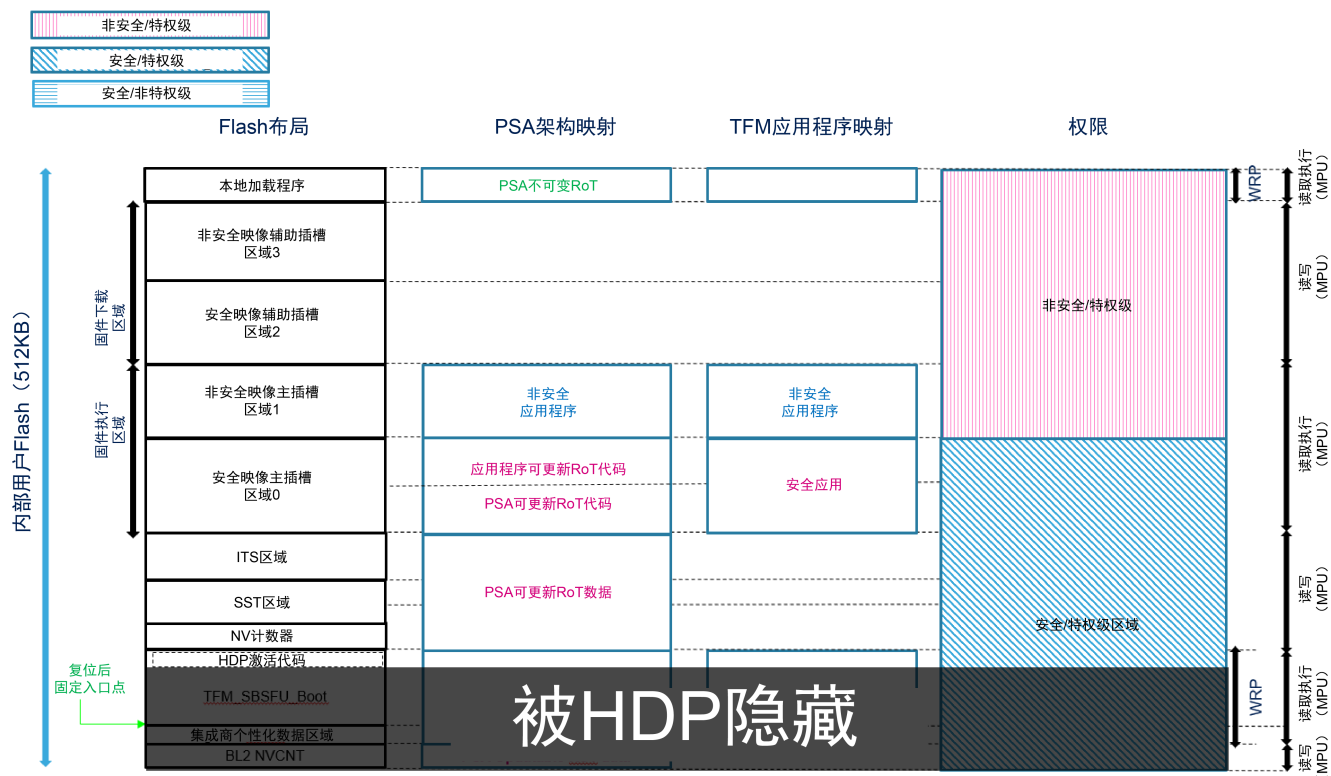 非安全/特权级
安全/特权级
安全/非特权级
Flash布局
PSA架构映射
TFM应用程序映射
权限
本地加载程序
PSA不可变RoT
WRP
读取执行
（MPU）
非安全映像辅助插槽
区域3
读写
（MPU）
固件下载
区域
安全映像辅助插槽
区域2
非安全/特权级
内部用户Flash（512KB）
非安全映像主插槽
区域1
非安全
应用程序
非安全
应用程序
固件执行
区域
读取执行
（MPU）
安全映像主插槽
区域0
应用程序可更新RoT代码
PSA可更新RoT代码
安全应用
ITS区域
SST区域
PSA可更新RoT数据
读写
（MPU）
NV计数器
安全/特权级区域
HDP激活代码
复位后
固定入口点
TFM_SBSFU_Boot
被HDP隐藏
WRP
读取执行
（MPU）
集成商个性化数据区域
BL2 NVCNT
读写
（MPU）